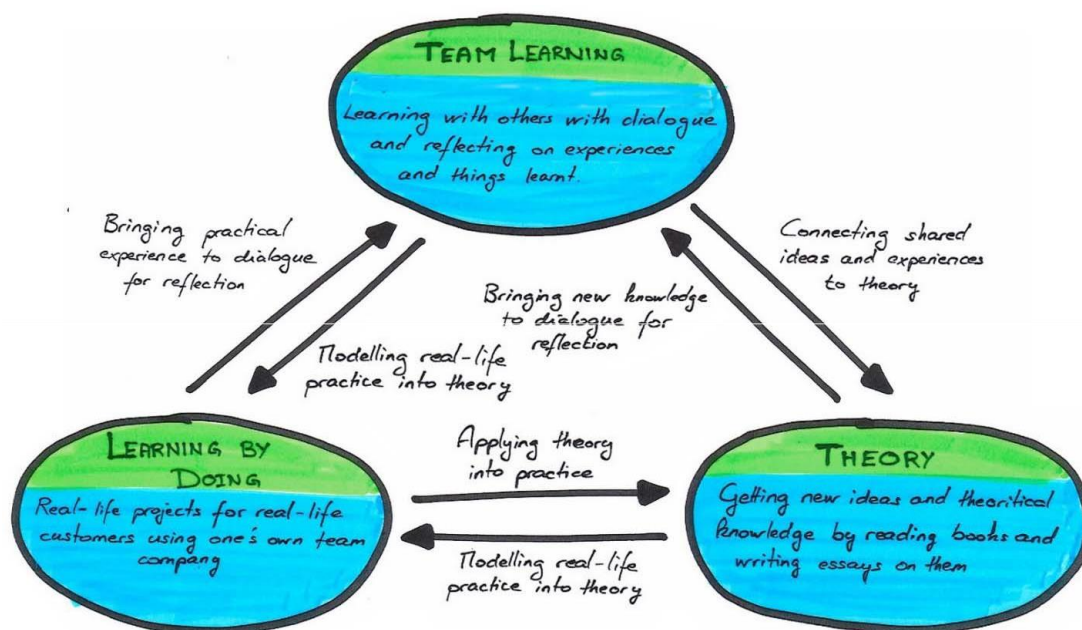 TEAM LEARNING
Learning with others with dialogue
and reflecting on experiences
and things learnt.
Bringing practical
experience to dialogue
for reflection
Connecting shared
ideas and experiences
to theory
Bringing new knowledge
to dialogue for
reflection
Modelling real-life
practice into theory
LEARNING BY
DOING
Real-life projects for real-life
customers using one's own team
company
Applying theory
into practice
Modelling real-life
practice into theory
THEORY
Getting new ideas and theoritical
knowledge by reading books and
writing essays on them